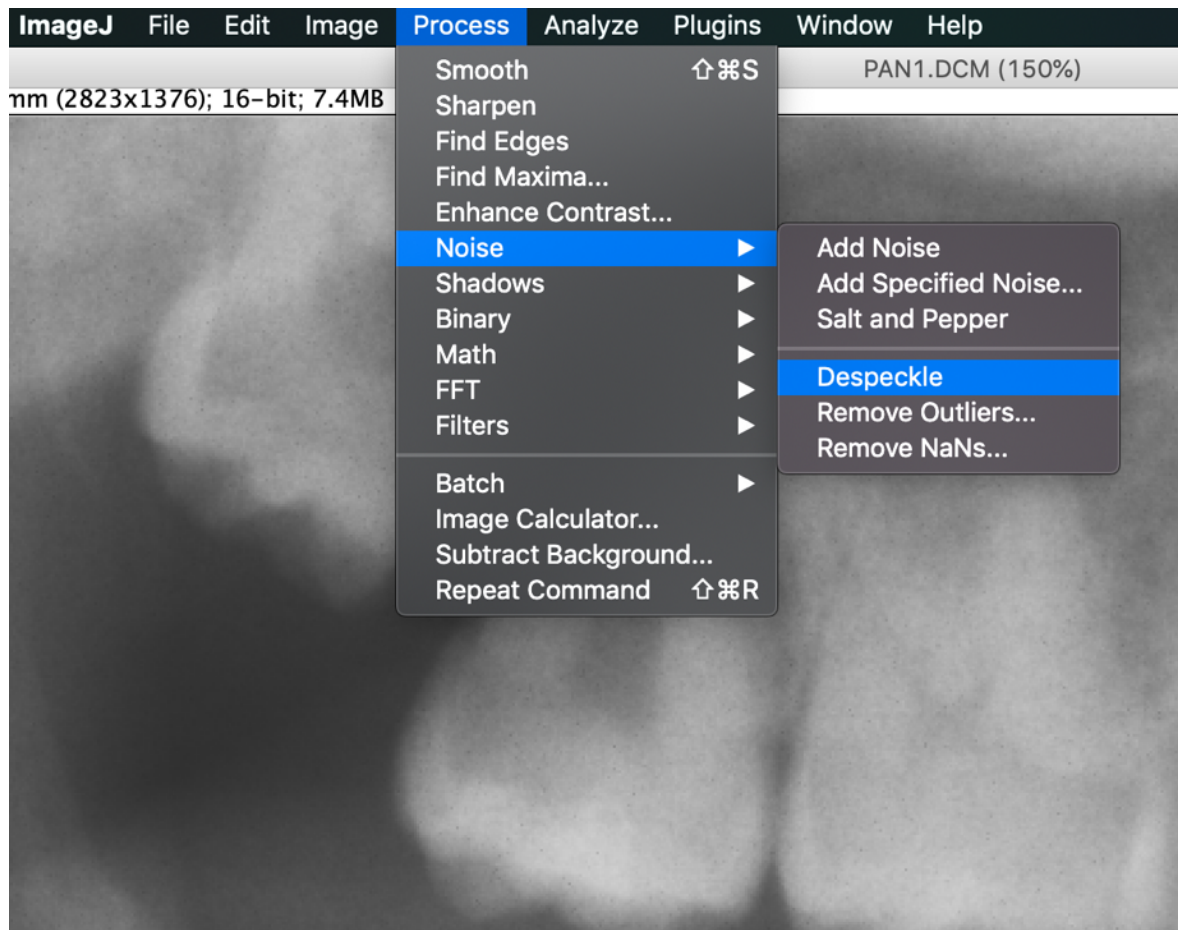 ImageJ File Edit Image Process Analyze Plugins Window Help
PAN1.DCM (150%)
mm (2823x1376); 16-bit; 7.4MB
Smooth ⇧⌘S
Sharpen
Find Edges
Find Maxima...
Enhance Contrast...
Noise ▶
Shadows ▶
Binary ▶
Math ▶
FFT ▶
Filters ▶
Batch ▶
Image Calculator...
Subtract Background...
Repeat Command ⇧⌘R
Add Noise
Add Specified Noise...
Salt and Pepper
Despeckle
Remove Outliers...
Remove NaNs...